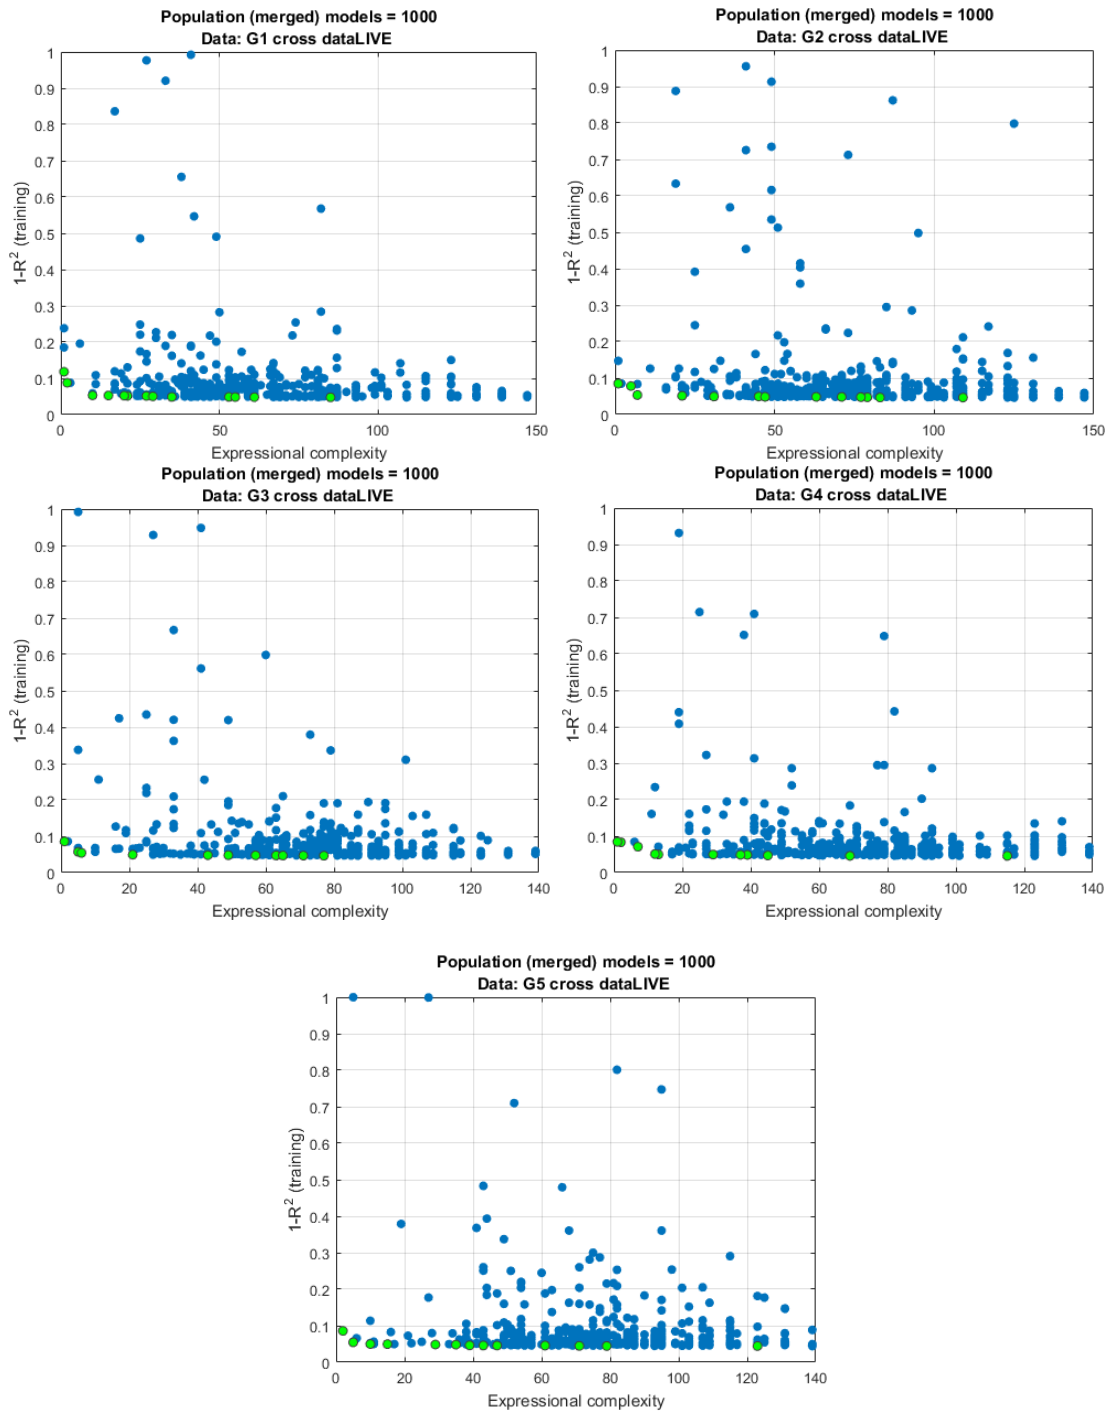 Population (merged) models = 1000
Data: G1 cross dataLIVE
1
0.9
0.8
0.7
0.6
0.5
0.4
0.3
0.2
0.1
0
1-R² (training)
0 50 100 150
Expressional complexity
Population (merged) models = 1000
Data: G2 cross dataLIVE
1
0.9
0.8
0.7
0.6
0.5
0.4
0.3
0.2
0.1
0
1-R² (training)
0 50 100 150
Expressional complexity
Population (merged) models = 1000
Data: G3 cross dataLIVE
1
0.9
0.8
0.7
0.6
0.5
0.4
0.3
0.2
0.1
0
1-R² (training)
0 20 40 60 80 100 120 140
Expressional complexity
Population (merged) models = 1000
Data: G4 cross dataLIVE
1
0.9
0.8
0.7
0.6
0.5
0.4
0.3
0.2
0.1
0
1-R² (training)
0 20 40 60 80 100 120 140
Expressional complexity
Population (merged) models = 1000
Data: G5 cross dataLIVE
1
0.9
0.8
0.7
0.6
0.5
0.4
0.3
0.2
0.1
0
1-R² (training)
0 20 40 60 80 100 120 140
Expressional complexity